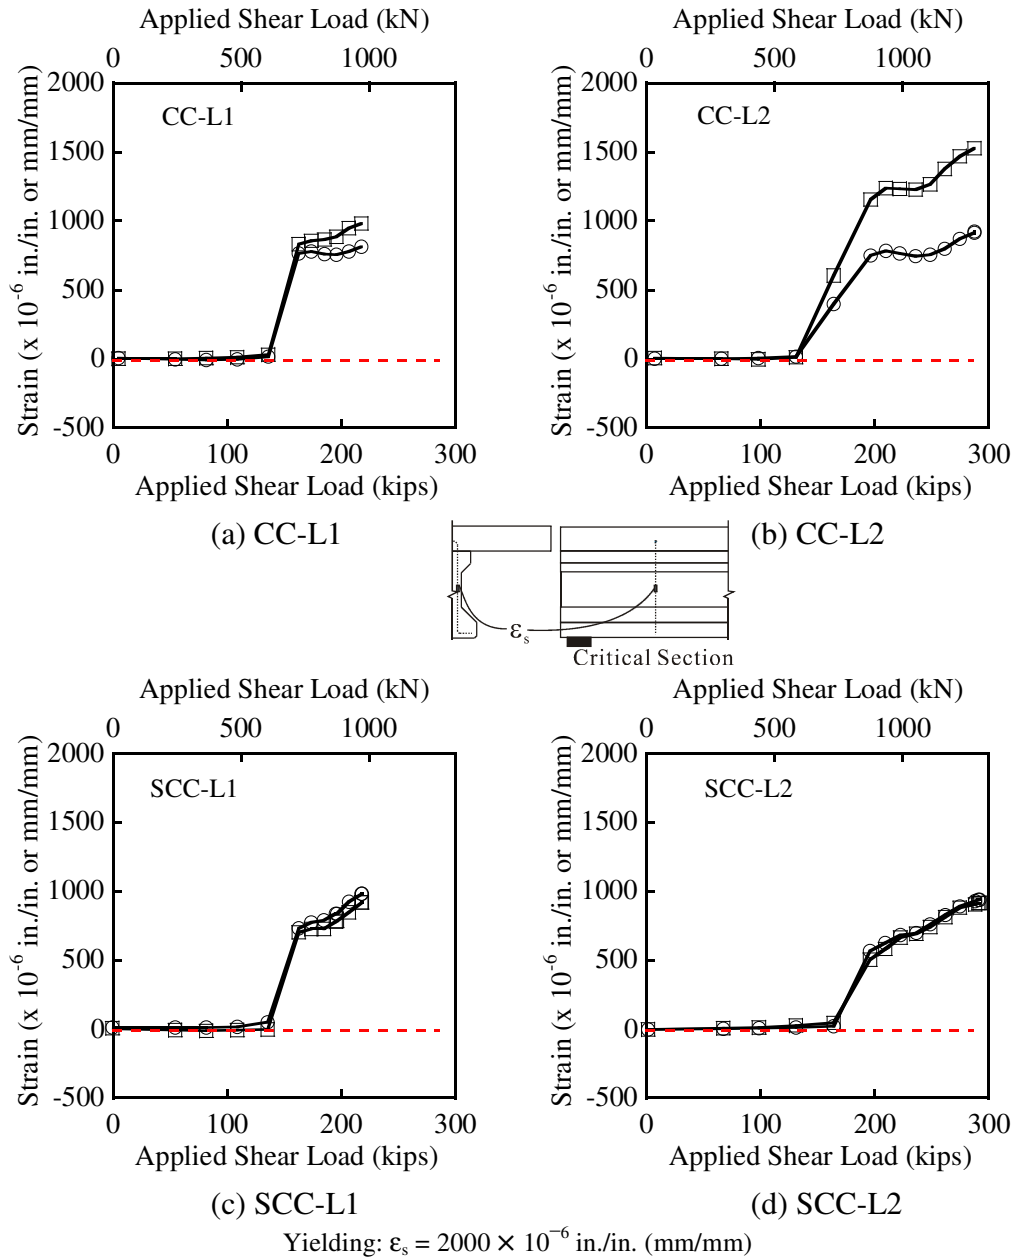 Applied Shear Load (kN) Applied Shear Load (kN)
0 500 1000 0 500 1000
Strain (x 10⁻⁶ in./in. or mm/mm) Strain (x 10⁻⁶ in./in. or mm/mm)
2000 2000
CC-L1 CC-L2
1500 1500
1000 1000
500 500
0 0
-500 -500
0 100 200 300 0 100 200 300
Applied Shear Load (kips) Applied Shear Load (kips)
(a) CC-L1 (b) CC-L2
εₛ
Critical Section
Applied Shear Load (kN) Applied Shear Load (kN)
0 500 1000 0 500 1000
Strain (x 10⁻⁶ in./in. or mm/mm) Strain (x 10⁻⁶ in./in. or mm/mm)
2000 2000
SCC-L1 SCC-L2
1500 1500
1000 1000
500 500
0 0
-500 -500
0 100 200 300 0 100 200 300
Applied Shear Load (kips) Applied Shear Load (kips)
(c) SCC-L1 (d) SCC-L2
Yielding: εₛ = 2000 × 10⁻⁶ in./in. (mm/mm)